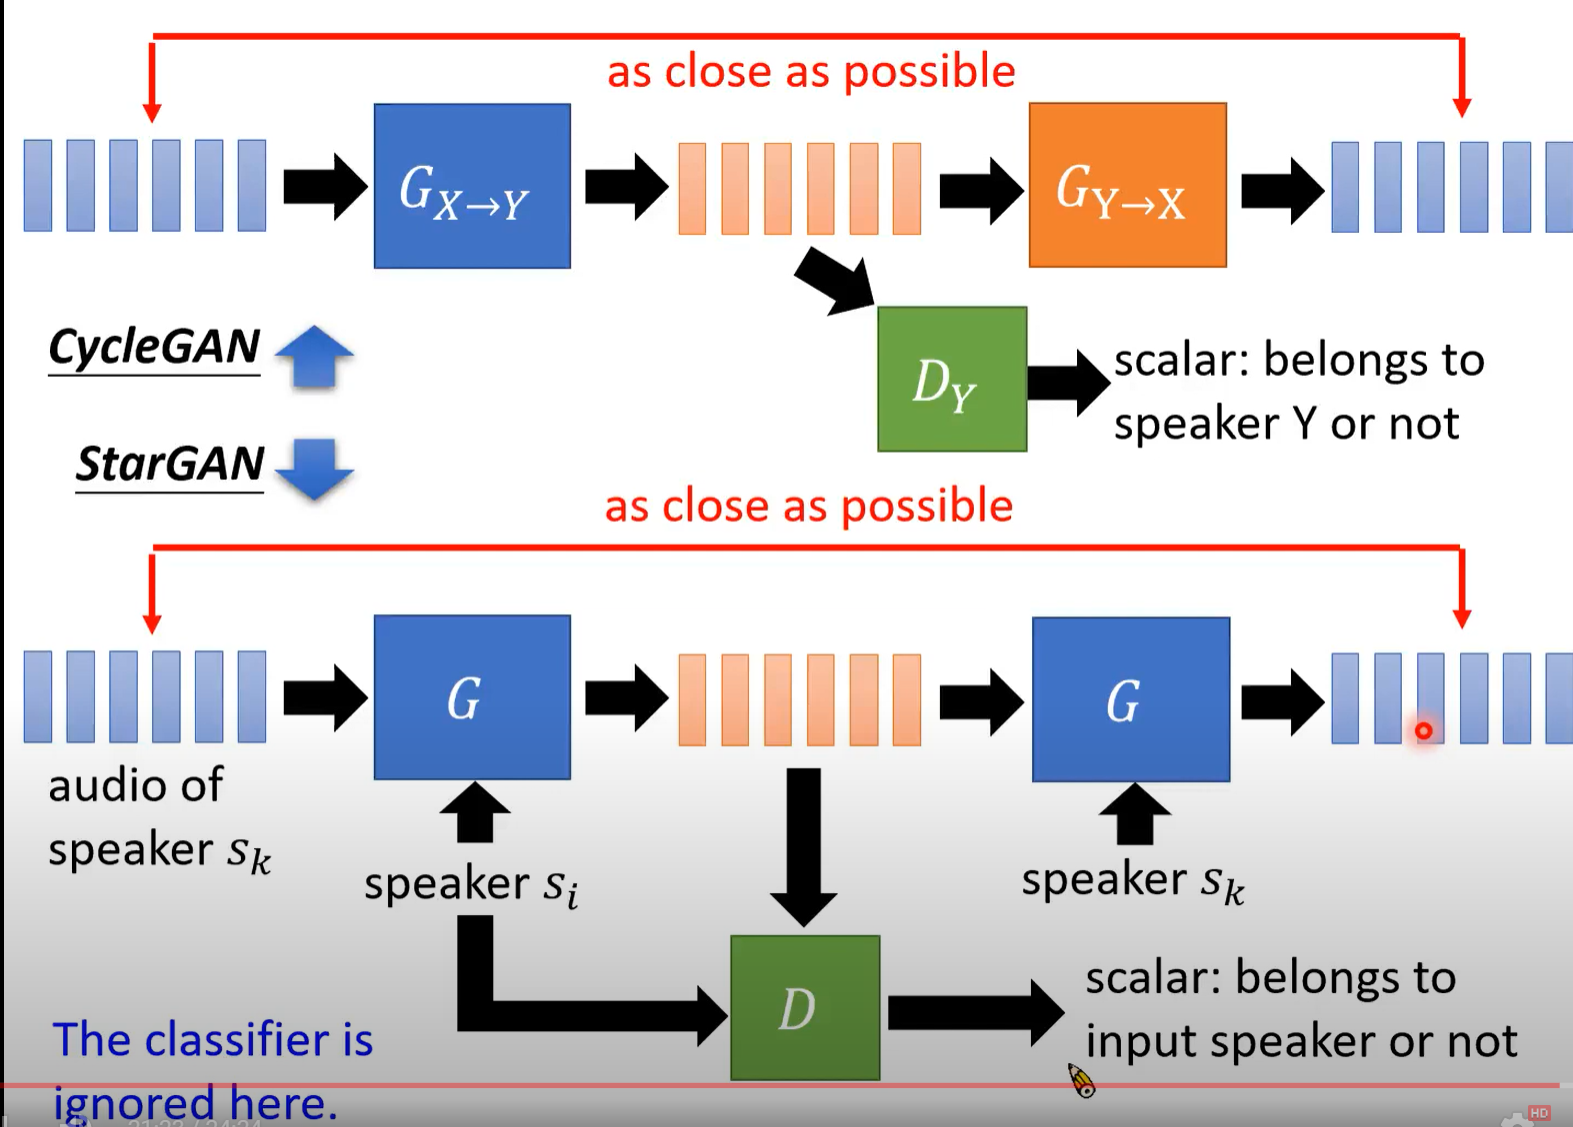 as close as possible
G_{X→Y}
G_{Y→X}
CycleGAN
D_Y
scalar: belongs to
speaker Y or not
StarGAN
as close as possible
G
G
audio of
speaker s_k
speaker s_i
speaker s_k
D
scalar: belongs to
input speaker or not
The classifier is
ignored here.
HD